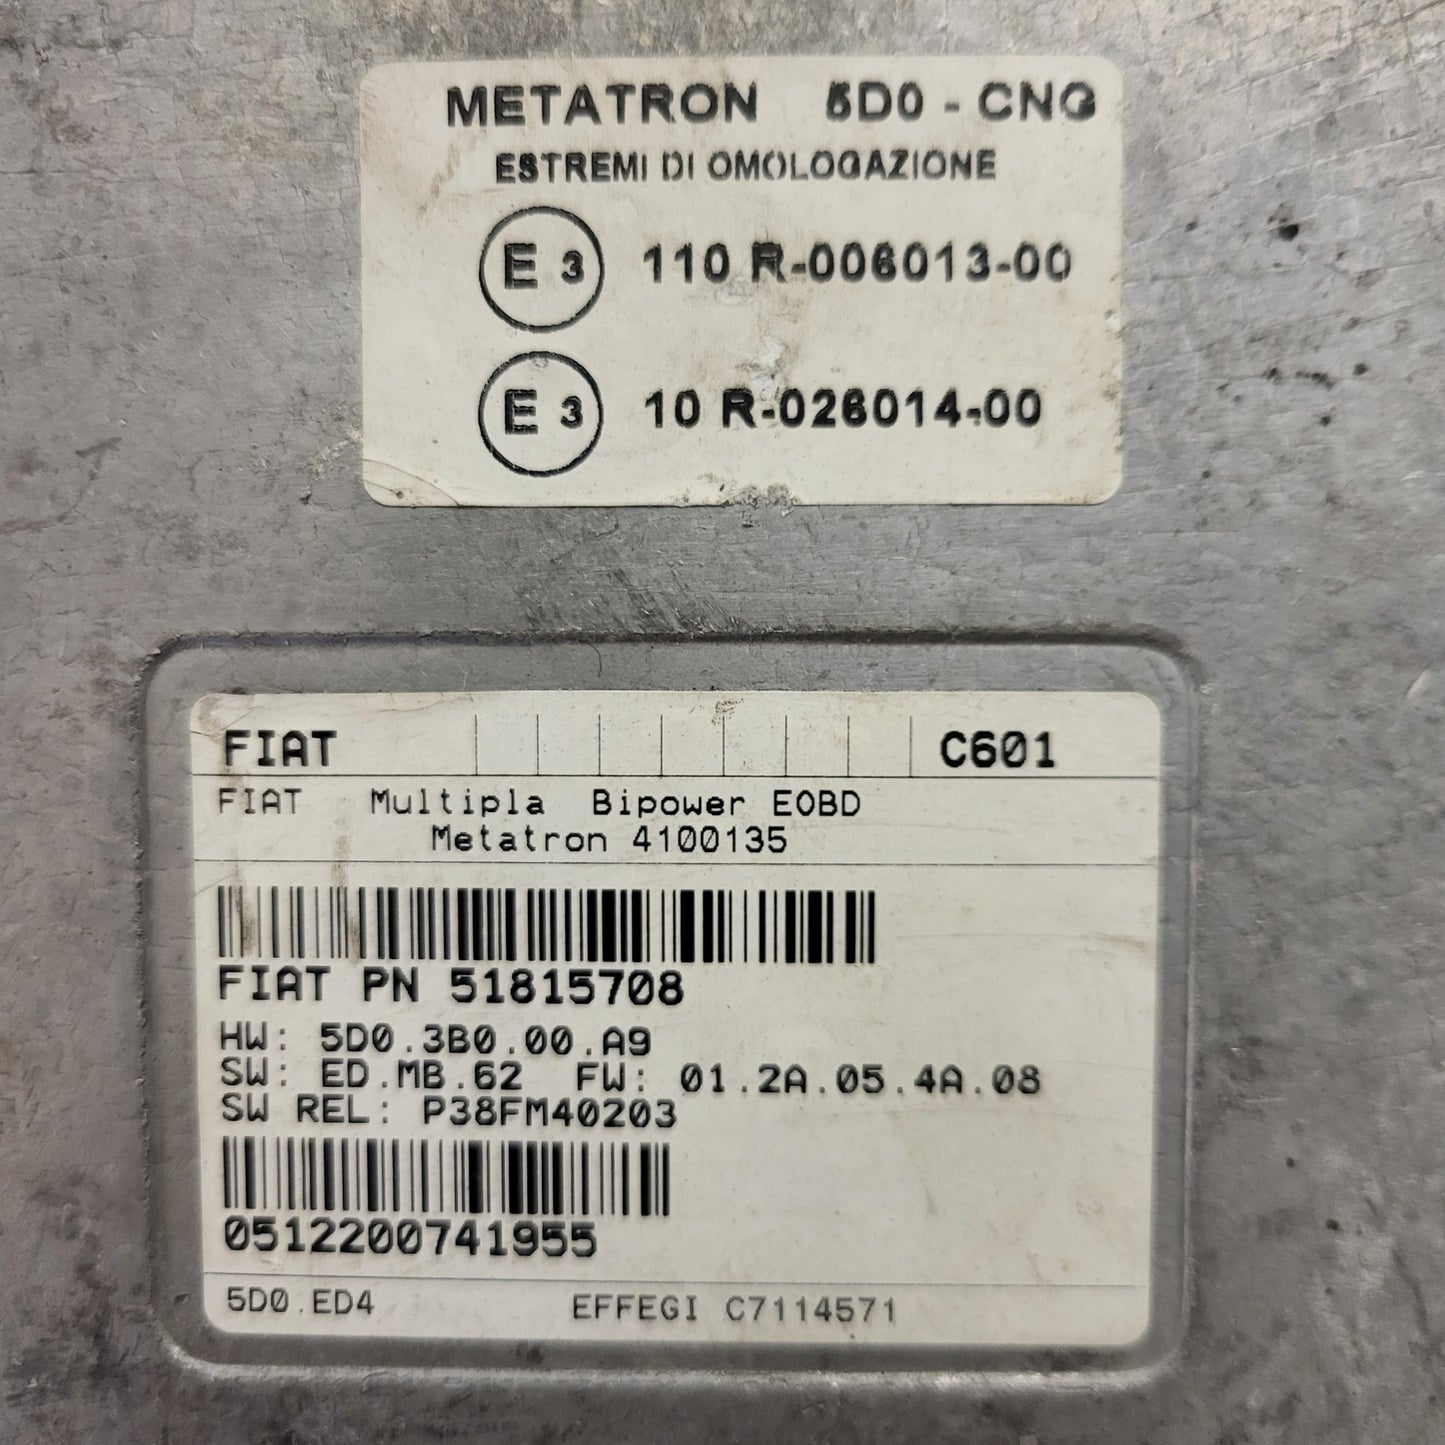 METATRON 5D0 - CNG
ESTREMI DI OMOLOGAZIONE
E 3 110 R-006013-00
E 3 10 R-026014-00
FIAT C601
FIAT Multipla Bipower EOBD
Metatron 4100135
FIAT PN 51815708
HW: 5D0.3B0.00.A9
SW: ED.MB.62 FW: 01.2A.05.4A.08
SW REL: P38FM40203
0512200741955
5D0.ED4 EFFEGI C7114571